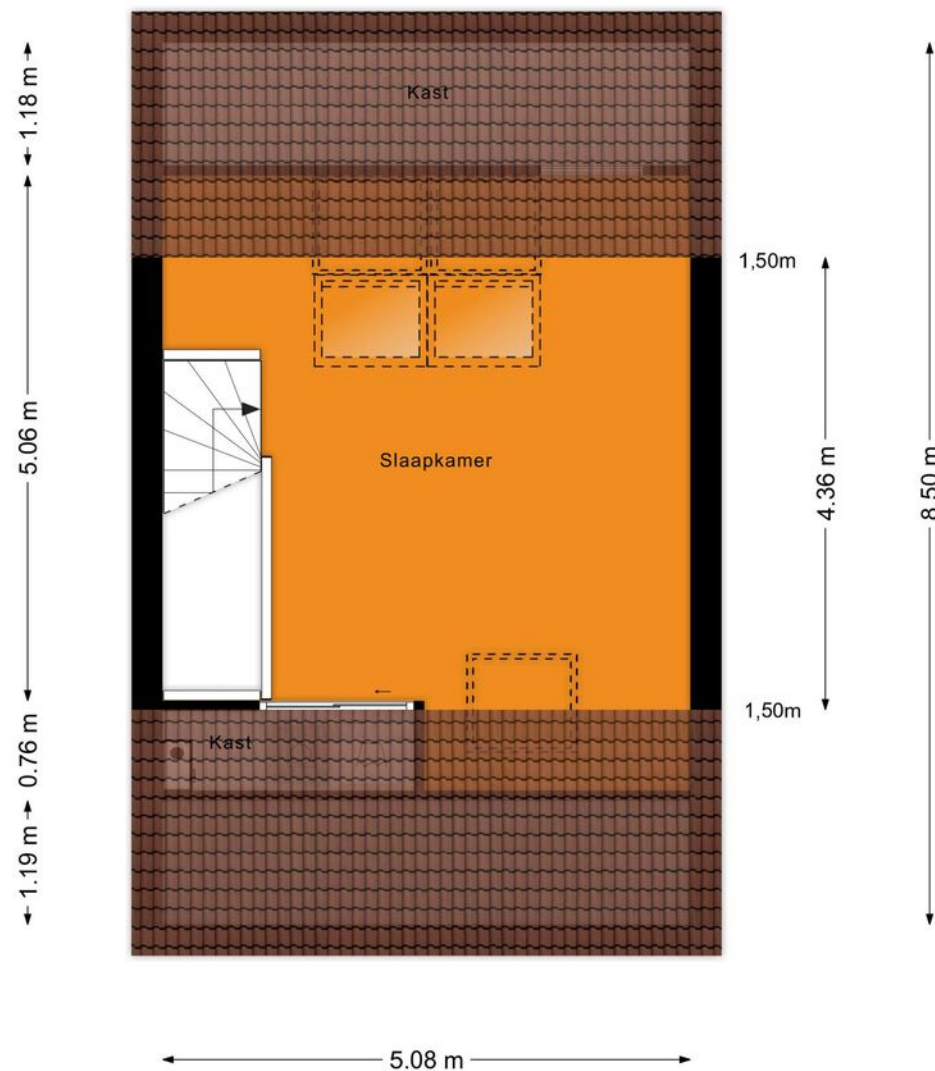 Kast
1.18 m
1,50m
5.06 m
Slaapkamer
4.36 m
8.50 m
1,50m
Kast
0.76 m
1.19 m
5.08 m